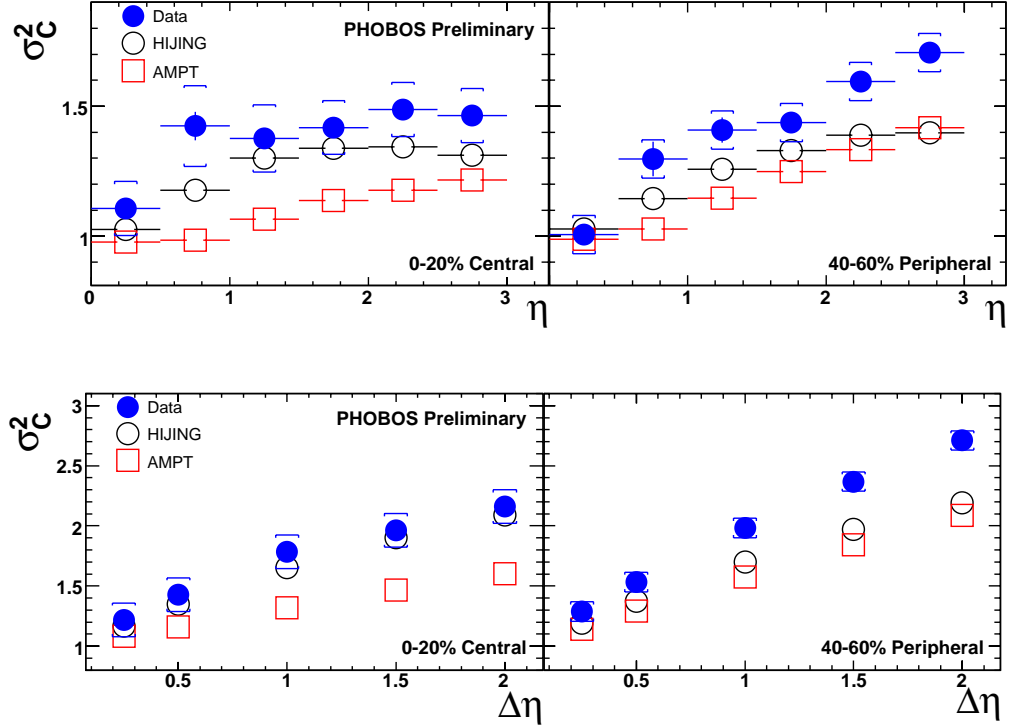 σ_C^2
Data
HIJING
AMPT
PHOBOS Preliminary
1.5
1
0-20% Central
40-60% Peripheral
0 1 2 3
η
1 2 3
η
σ_C^2
Data
HIJING
AMPT
PHOBOS Preliminary
3
2.5
2
1.5
1
0-20% Central
40-60% Peripheral
0.5 1 1.5 2
Δη
0.5 1 1.5 2
Δη